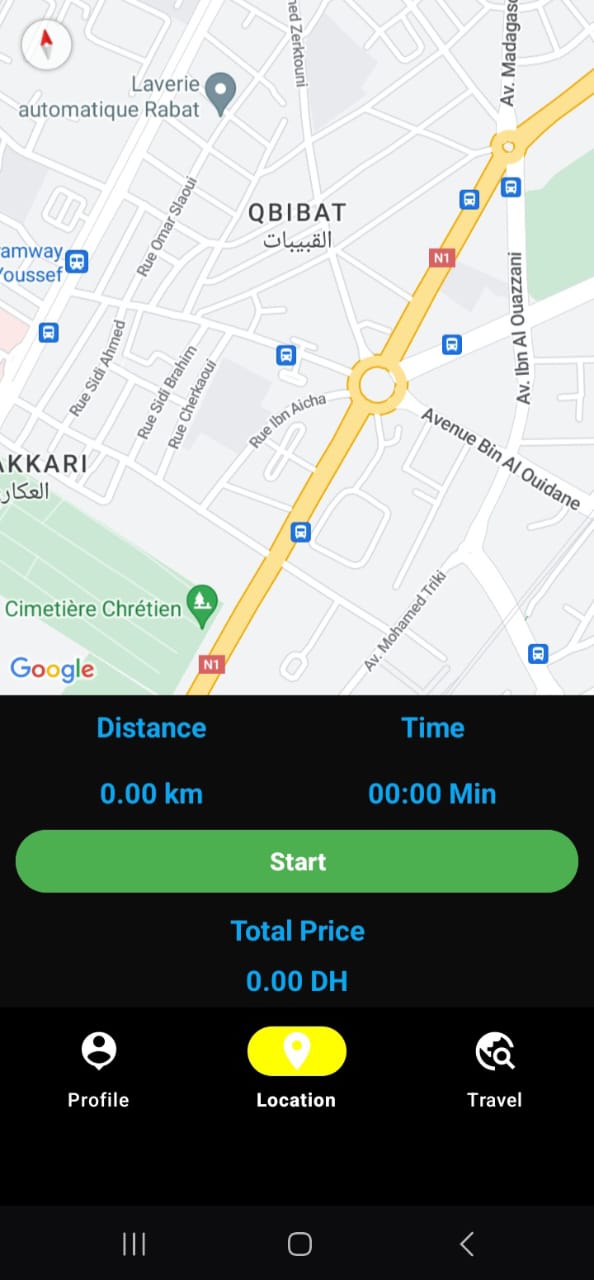 Av. Madagasc
Laverie
automatique Rabat
Rue Omar Slaoui
QBIBAT
القبيبات
N1
amway
Youssef
Av. Ibn Al Ouazzani
Rue Sidi Ahmed
Rue Sidi Brahim
Rue Cherkaoui
Rue Ibn Aicha
Avenue Bin Al Ouidane
AKKARI
العكار
Av. Mohamed Triki
Cimetière Chrétien
Google
N1
Distance
Time
0.00 km
00:00 Min
Start
Total Price
0.00 DH
Profile
Location
Travel